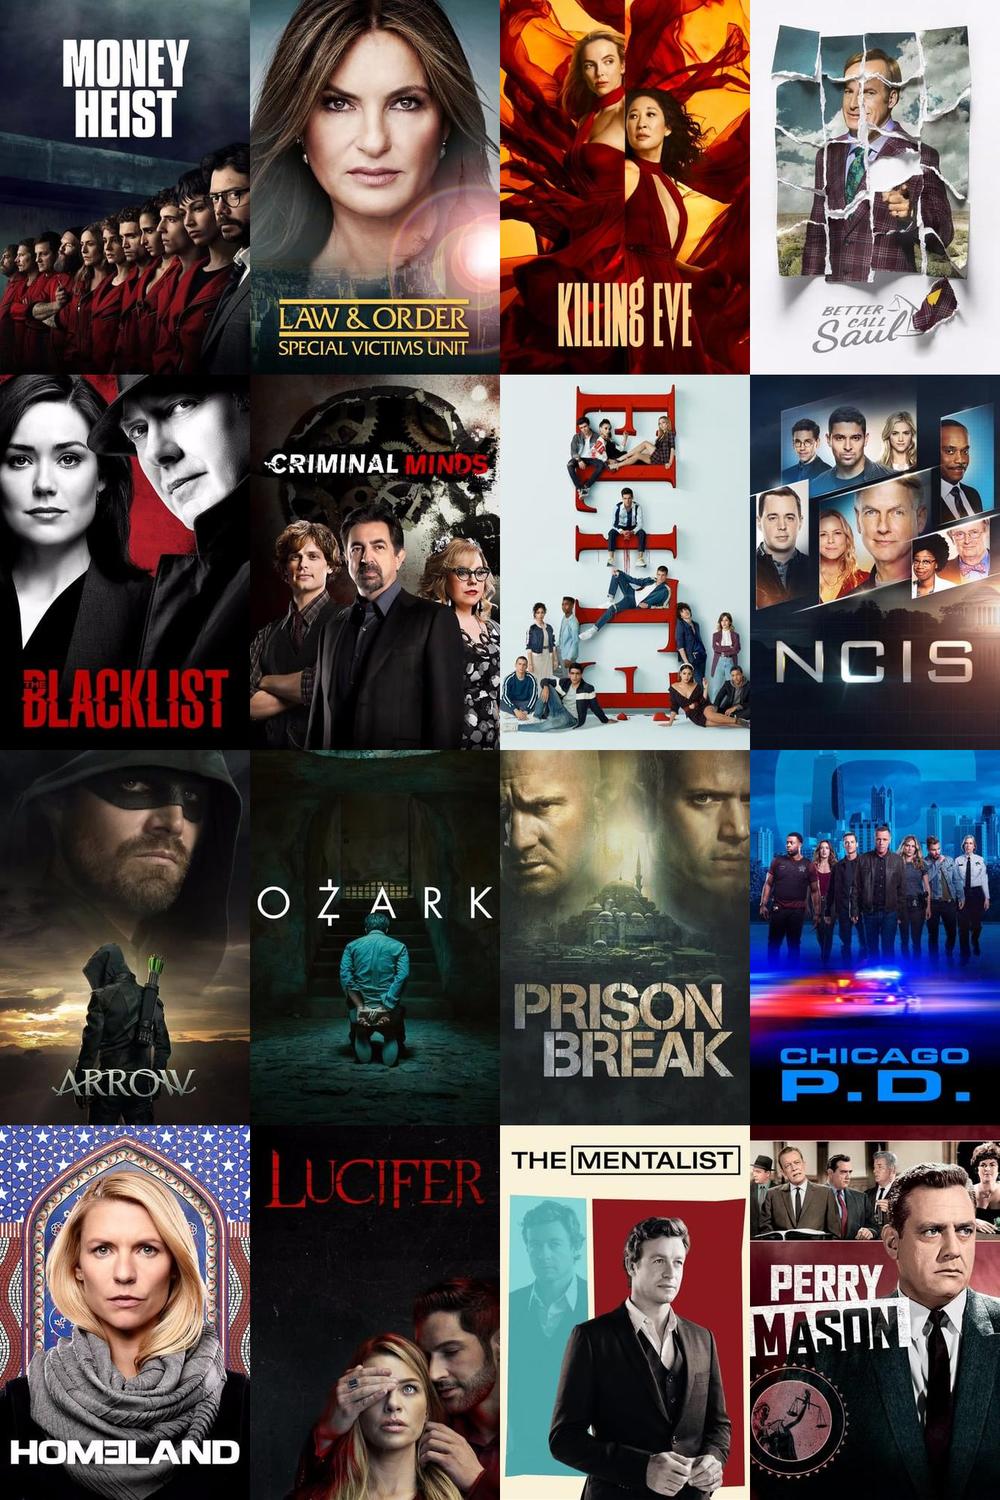 MONEY
HEIST
LAW & ORDER
SPECIAL VICTIMS UNIT
KILLING EVE
BETTER
CALL
Saul
THE
BLACKLIST
CRIMINAL MINDS
ELITE
NCIS
ARROW
OZARK
PRISON
BREAK
CHICAGO
P.D.
HOMELAND
LUCIFER
THE MENTALIST
PERRY
MASON